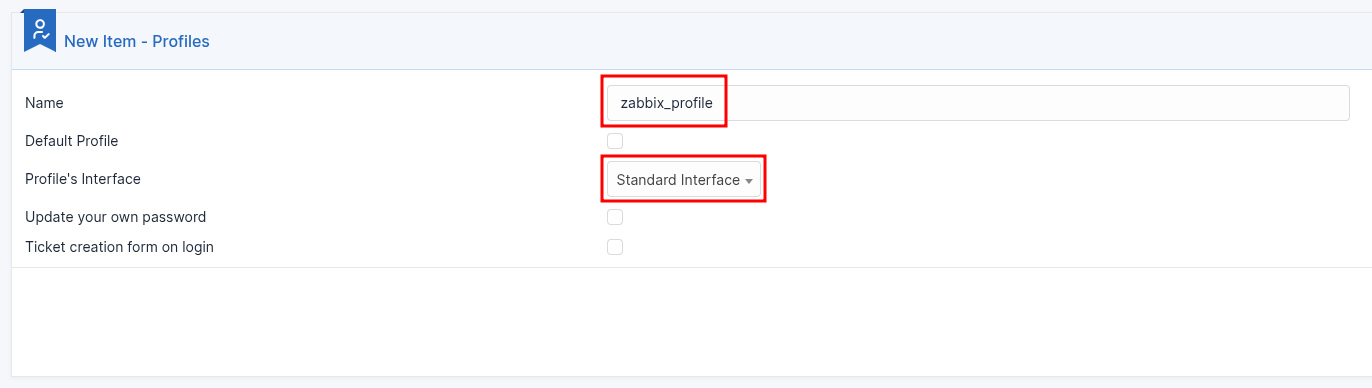 New Item - Profiles
Name zabbix_profile
Default Profile
Profile's Interface Standard Interface
Update your own password
Ticket creation form on login